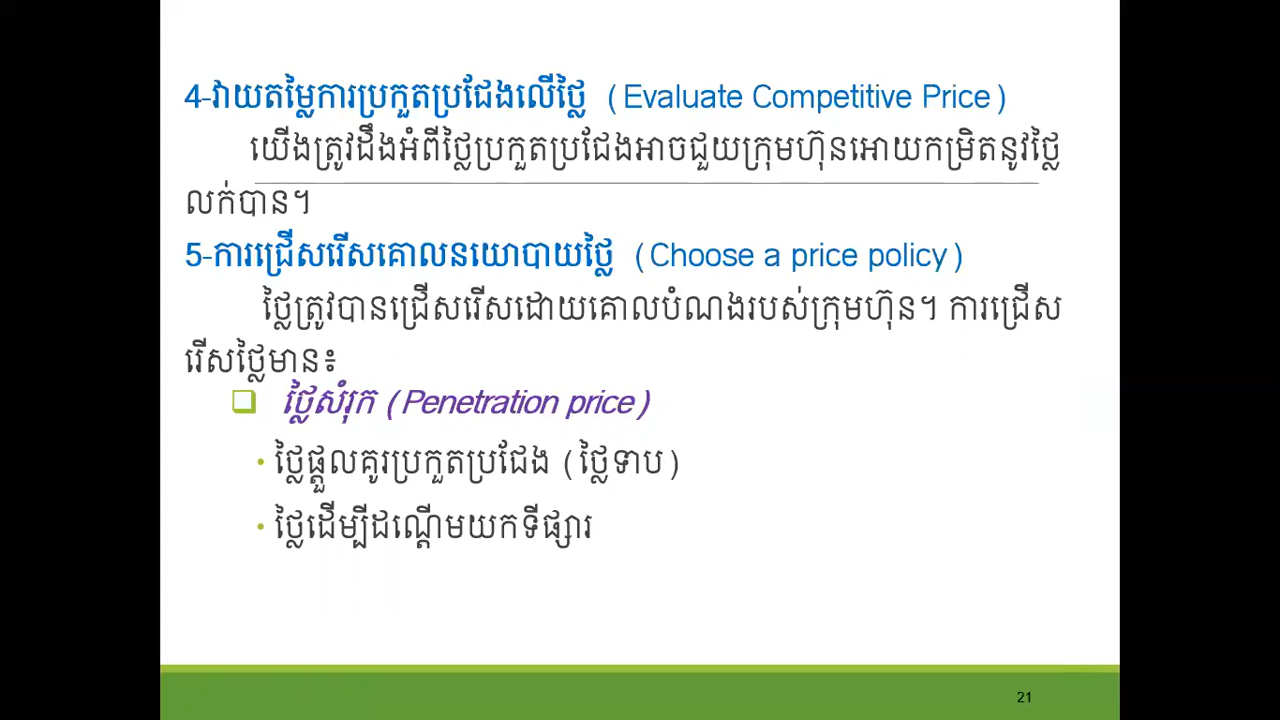 4-វាយតម្លៃការប្រកួតប្រជែងលើថ្លៃ (Evaluate Competitive Price)
យើងត្រូវដឹងអំពីថ្លៃប្រកួតប្រជែងអាចជួយក្រុមហ៊ុនអោយកម្រិតនូវថ្លៃ
លក់បាន។
5-ការជ្រើសរើសគោលនយោបាយថ្លៃ (Choose a price policy)
ថ្លៃត្រូវបានជ្រើសរើសដោយគោលបំណងរបស់ក្រុមហ៊ុន។ ការជ្រើស
រើសថ្លៃមាន៖
ថ្លៃសំរុក (Penetration price)
• ថ្លៃផ្តួលគូរប្រកួតប្រជែង (ថ្លៃទាប)
• ថ្លៃដើម្បីដណ្តើមយកទីផ្សារ
21